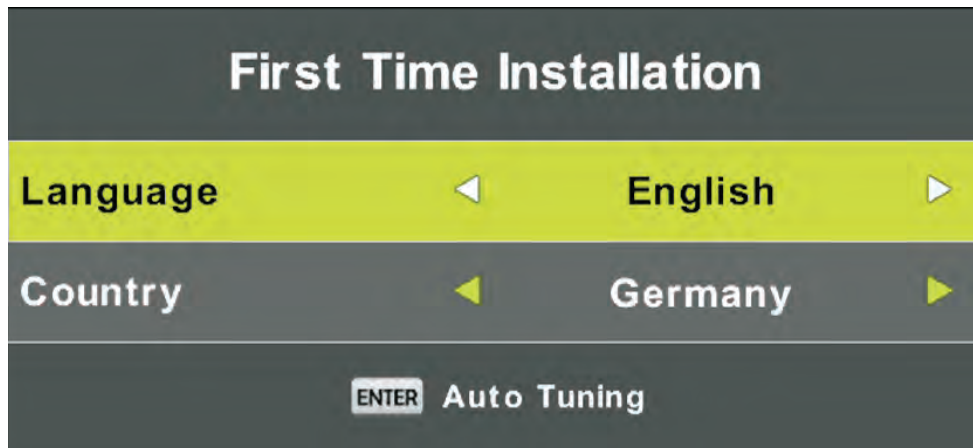 First Time Installation
Language English
Country Germany
ENTER Auto Tuning